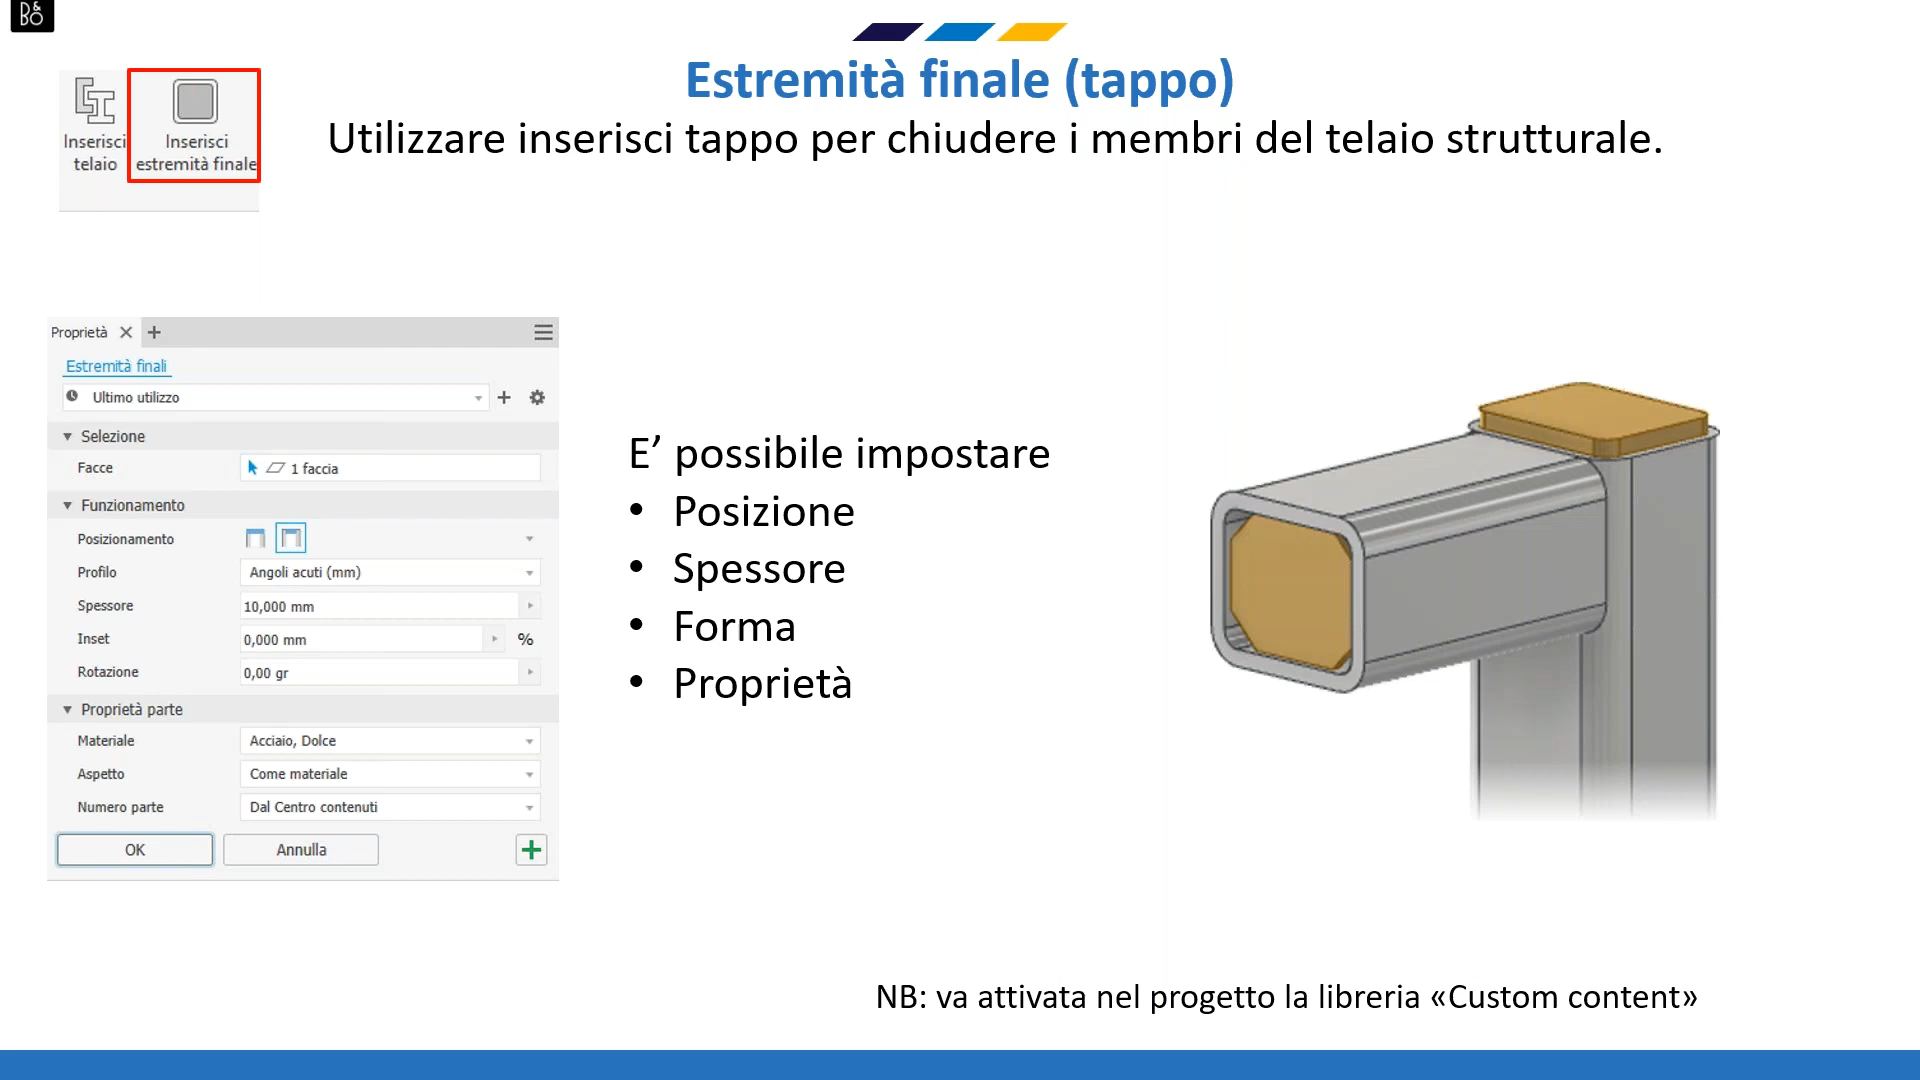 B&O
Estremità finale (tappo)
Inserisci telaio
Inserisci estremità finale
Utilizzare inserisci tappo per chiudere i membri del telaio strutturale.
Proprietà
Estremità finali
Ultimo utilizzo
Selezione
Facce 1 faccia
Funzionamento
Posizionamento
Profilo Angoli acuti (mm)
Spessore 10,000 mm
Inset 0,000 mm %
Rotazione 0,00 gr
Proprietà parte
Materiale Acciaio, Dolce
Aspetto Come materiale
Numero parte Dal Centro contenuti
OK Annulla
E’ possibile impostare
• Posizione
• Spessore
• Forma
• Proprietà
NB: va attivata nel progetto la libreria «Custom content»